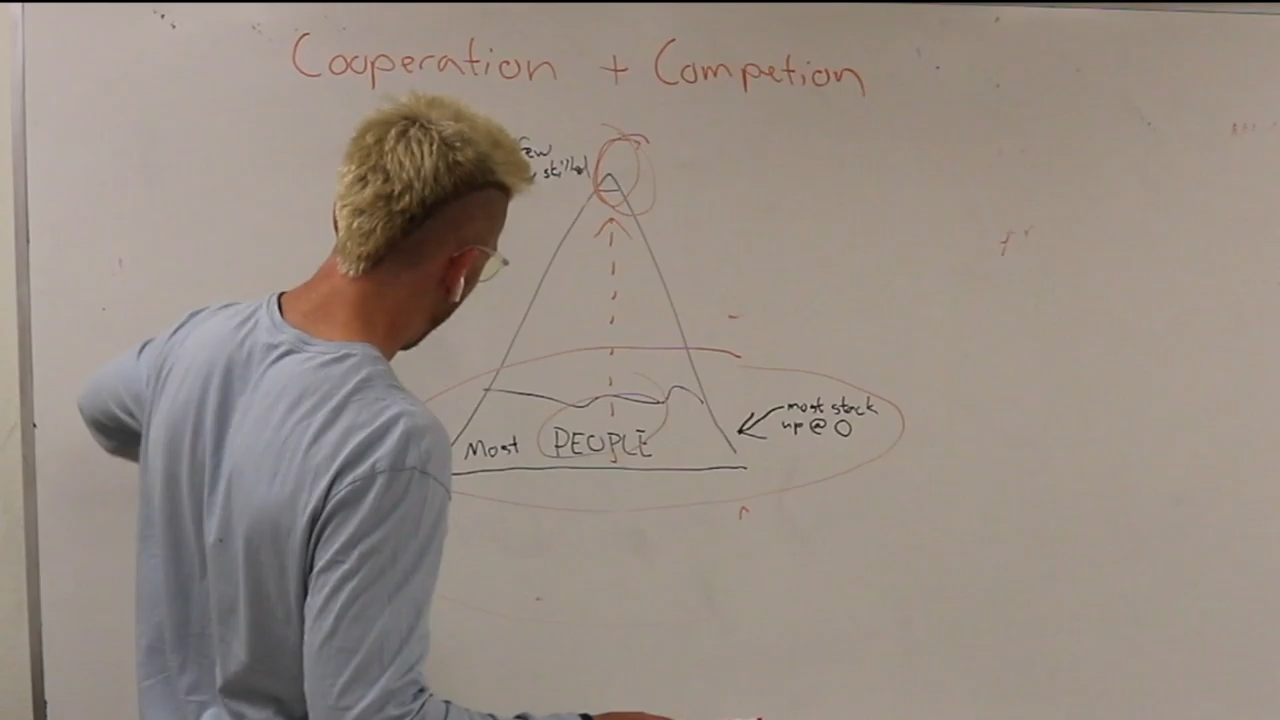 Cooperation + Competion
few
skilled
Most PEOPLE
most stack
up @ 0